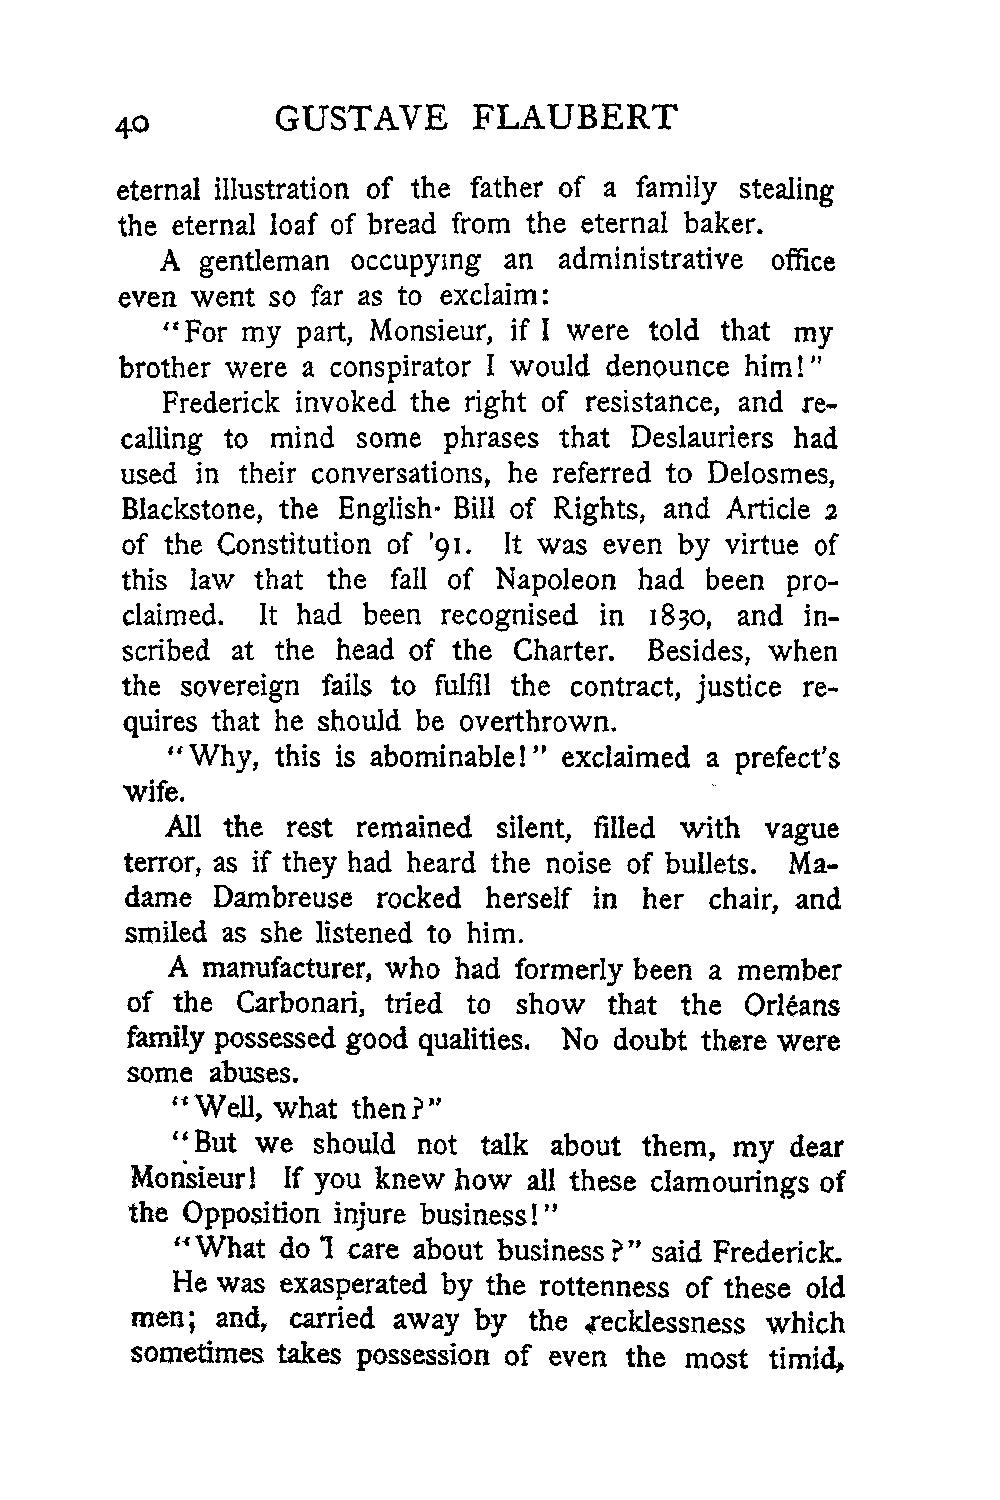 40 GUSTAVE FLAUBERT
eternal illustration of the father of a family stealing
the eternal loaf of bread from the eternal baker.
A gentleman occupying an administrative office
even went so far as to exclaim:
"For my part, Monsieur, if I were told that my
brother were a conspirator I would denounce him!"
Frederick invoked the right of resistance, and re-
calling to mind some phrases that Deslauriers had
used in their conversations, he referred to Delosmes,
Blackstone, the English Bill of Rights, and Article 2
of the Constitution of '91. It was even by virtue of
this law that the fall of Napoleon had been pro-
claimed. It had been recognised in 1830, and in-
scribed at the head of the Charter. Besides, when
the sovereign fails to fulfil the contract, justice re-
quires that he should be overthrown.
"Why, this is abominable!" exclaimed a prefect's
wife.
All the rest remained silent, filled with vague
terror, as if they had heard the noise of bullets. Ma-
dame Dambreuse rocked herself in her chair, and
smiled as she listened to him.
A manufacturer, who had formerly been a member
of the Carbonari, tried to show that the Orléans
family possessed good qualities. No doubt there were
some abuses.
"Well, what then?"
"But we should not talk about them, my dear
Monsieur! If you knew how all these clamourings of
the Opposition injure business!"
"What do I care about business?" said Frederick.
He was exasperated by the rottenness of these old
men; and, carried away by the recklessness which
sometimes takes possession of even the most timid,